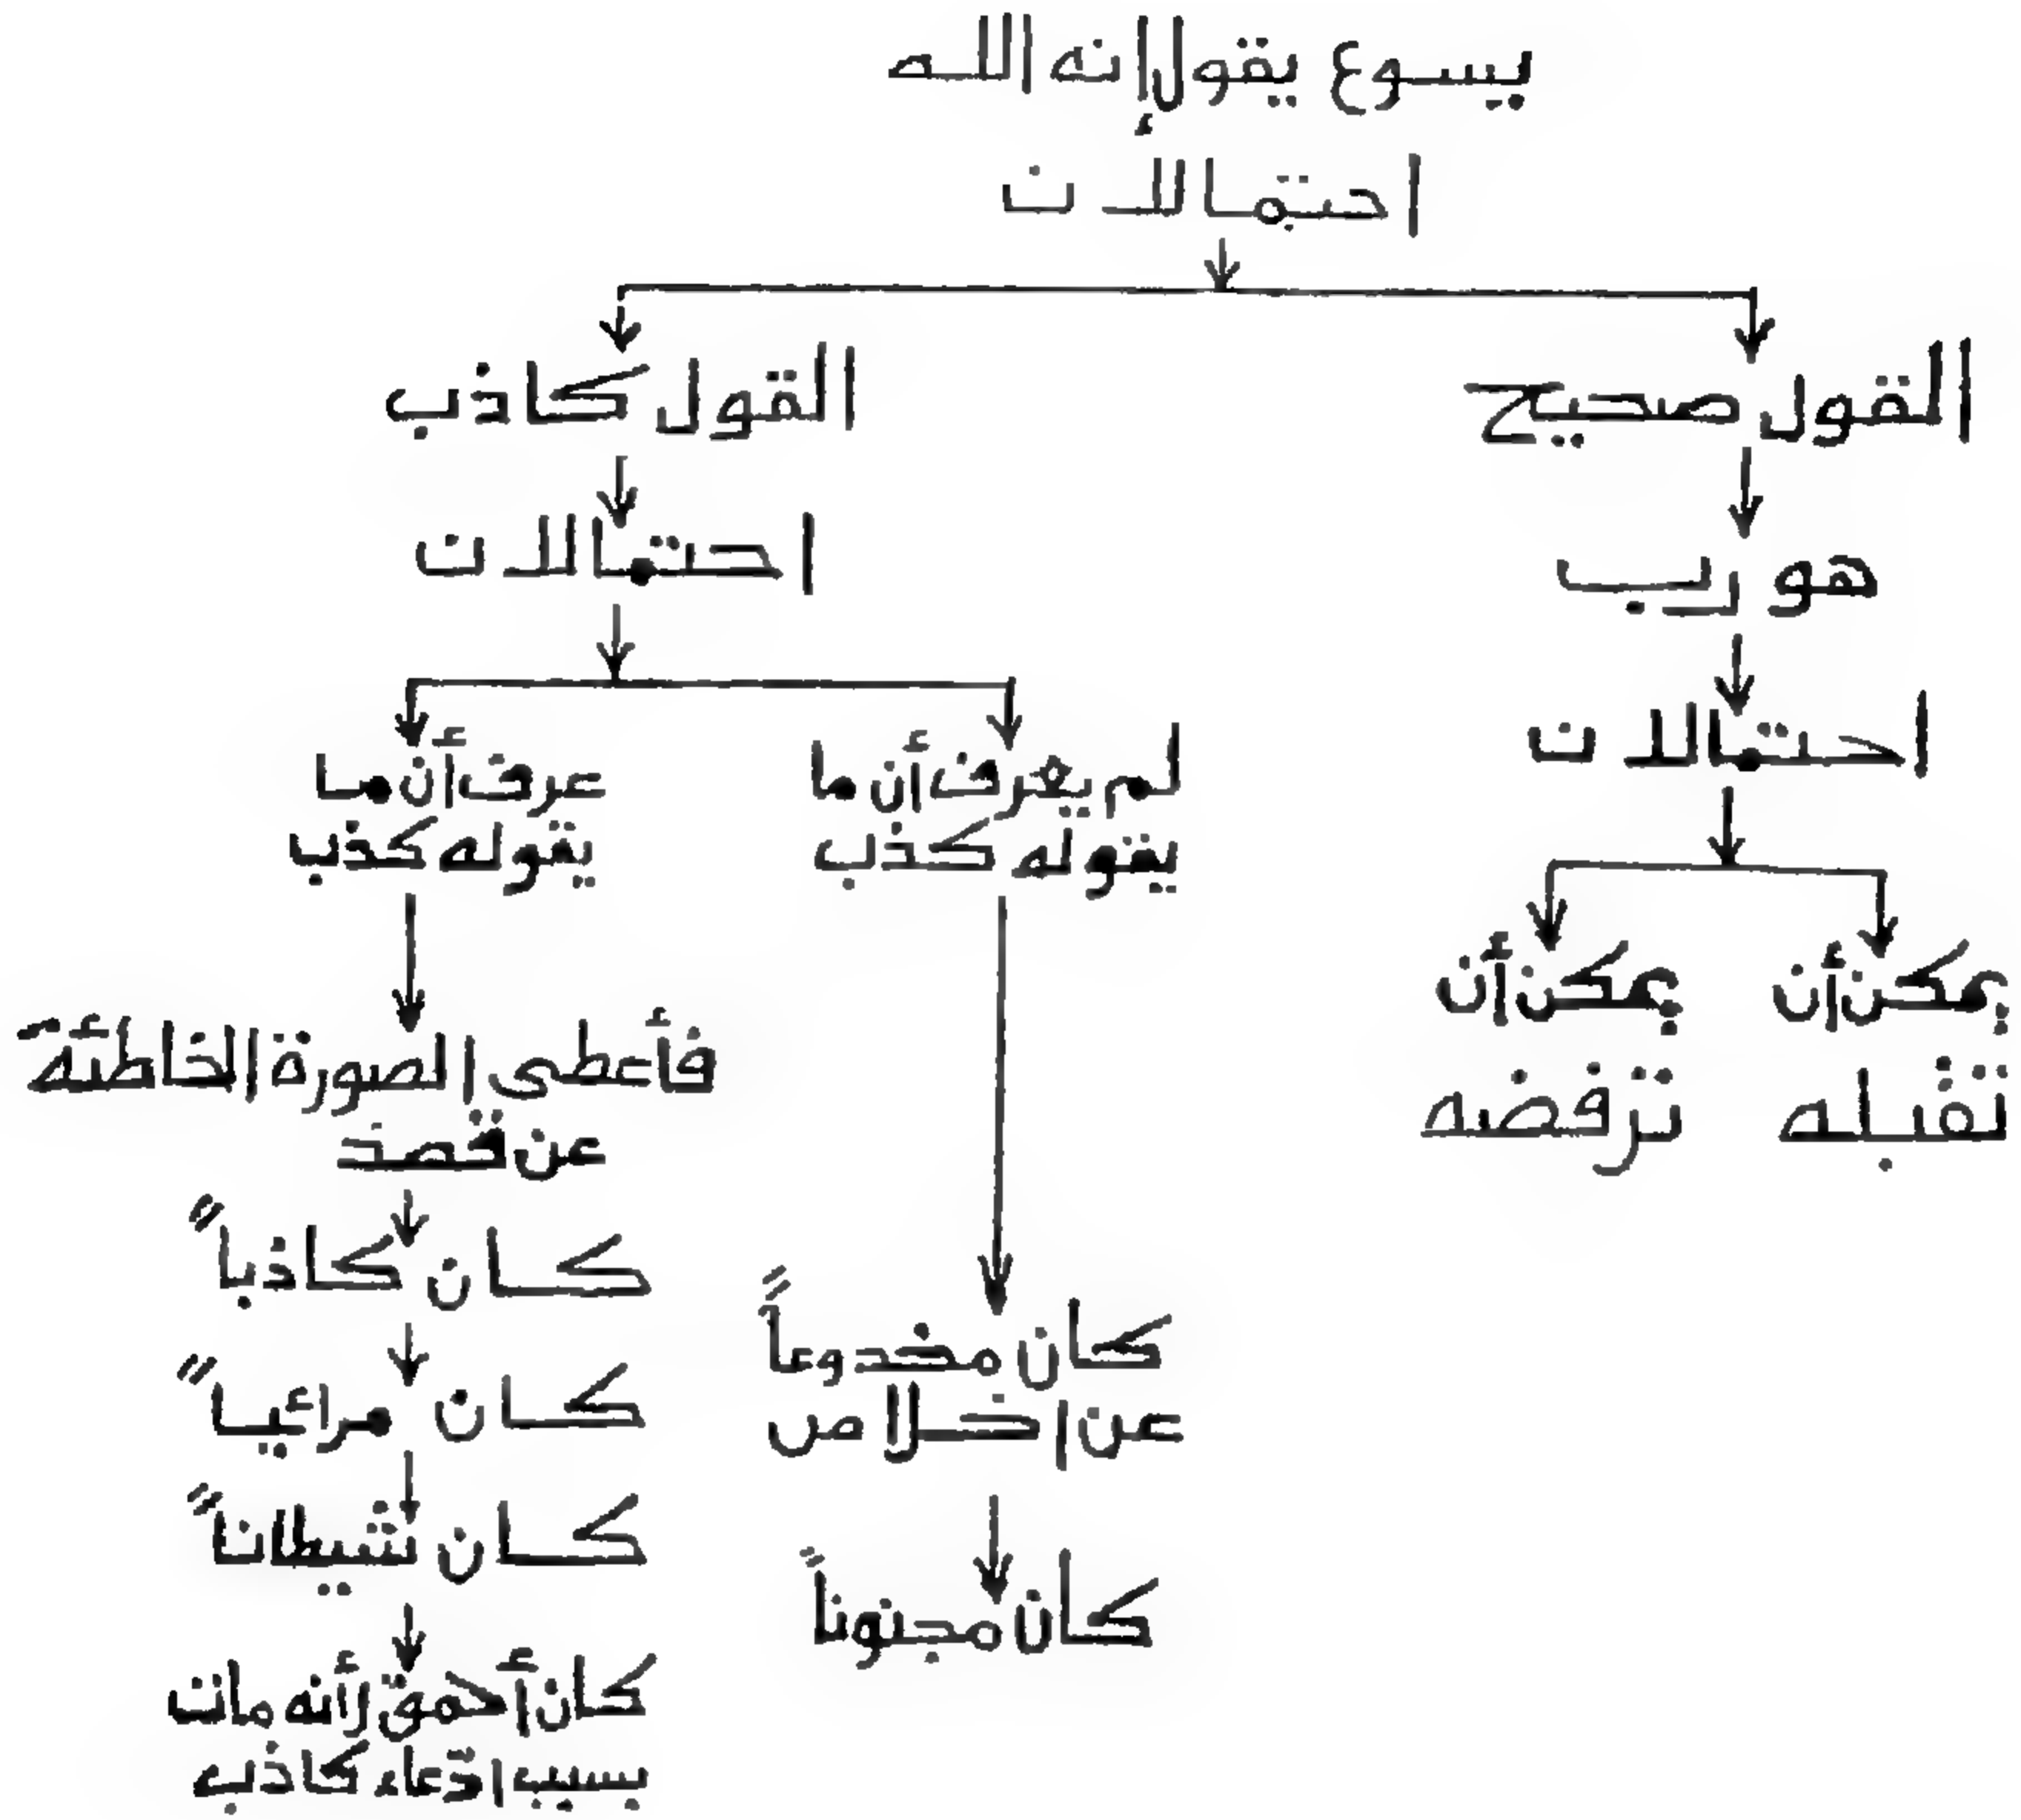 يسوع يقول إنه الله
احتمالان
القول صحيح
هو رب
احتمالان
يمكن أن
تقبله
يمكن أن
ترفضه
القول كاذب
احتمالان
لم يعرف أن ما
يقوله كذب
كان مخدوعاً
عن اخلاص
كان مجنوناً
عرف أن ما
يقوله كذب
فأعطى الصورة الخاطئة
عن قصد
كان كاذباً
كان مرائياً
كان شيطاناً
كان أحمق لأنه مات
بسبب ادعاء كاذب